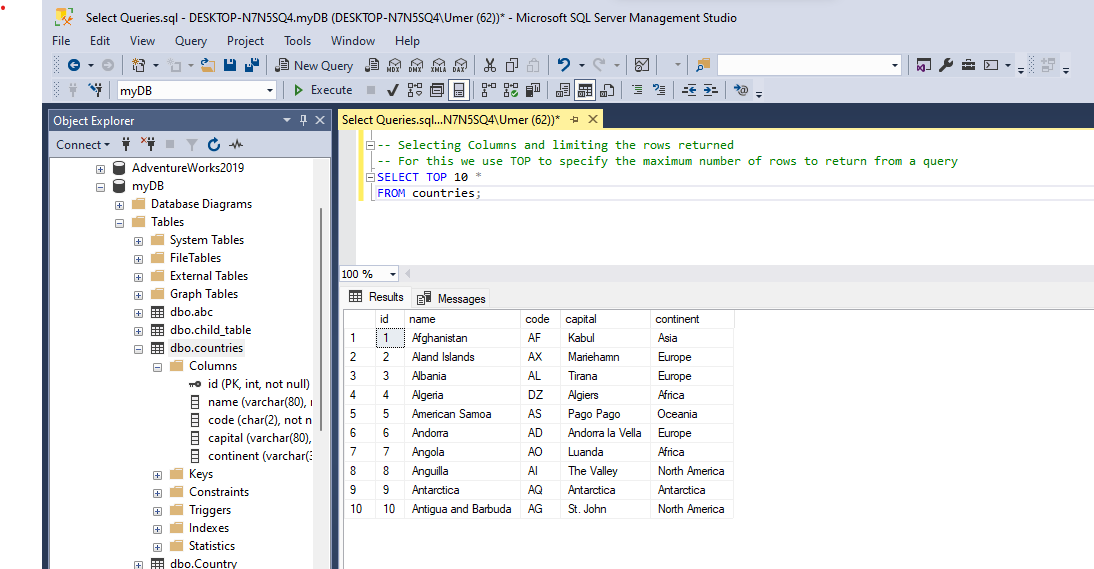 Select Queries.sql - DESKTOP-N7N5SQ4.myDB (DESKTOP-N7N5SQ4\Umer (62))* - Microsoft SQL Server Management Studio
File Edit View Query Project Tools Window Help
New Query MDX DMX XMLA DAX
myDB Execute
Object Explorer
Connect
AdventureWorks2019
myDB
Database Diagrams
Tables
System Tables
FileTables
External Tables
Graph Tables
dbo.abc
dbo.child_table
dbo.countries
Columns
id (PK, int, not null)
name (varchar(80), 
code (char(2), not n
capital (varchar(80),
continent (varchar(3
Keys
Constraints
Triggers
Indexes
Statistics
dbo.Country
Select Queries.sql...N7N5SQ4\Umer (62))*
-- Selecting Columns and limiting the rows returned
-- For this we use TOP to specify the maximum number of rows to return from a query
SELECT TOP 10 *
FROM countries;
100 %
Results Messages
id name code capital continent
1 1 Afghanistan AF Kabul Asia
2 2 Aland Islands AX Mariehamn Europe
3 3 Albania AL Tirana Europe
4 4 Algeria DZ Algiers Africa
5 5 American Samoa AS Pago Pago Oceania
6 6 Andorra AD Andorra la Vella Europe
7 7 Angola AO Luanda Africa
8 8 Anguilla AI The Valley North America
9 9 Antarctica AQ Antarctica Antarctica
10 10 Antigua and Barbuda AG St. John North America